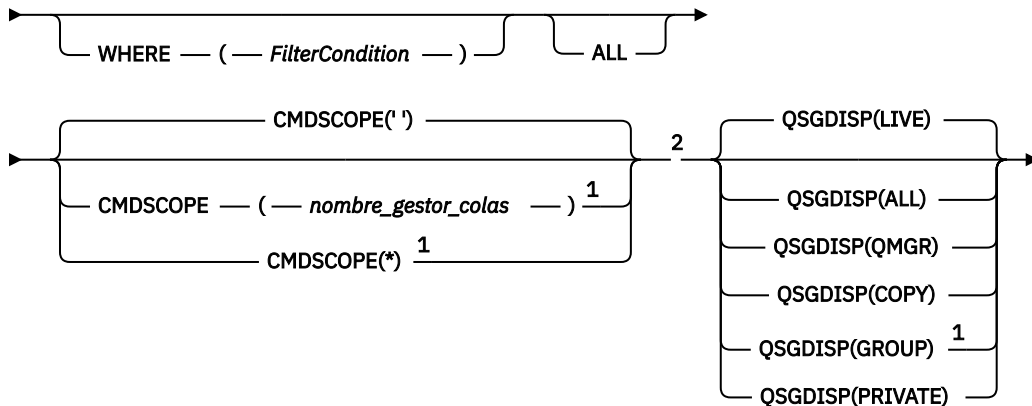 WHERE ( FilterCondition ) ALL
CMDSCOPE(' ') QSGDISP(LIVE)
2
CMDSCOPE ( nombre_gestor_colas ) 1 QSGDISP(ALL)
CMDSCOPE(*) 1 QSGDISP(QMGR)
QSGDISP(COPY)
QSGDISP(GROUP) 1
QSGDISP(PRIVATE)